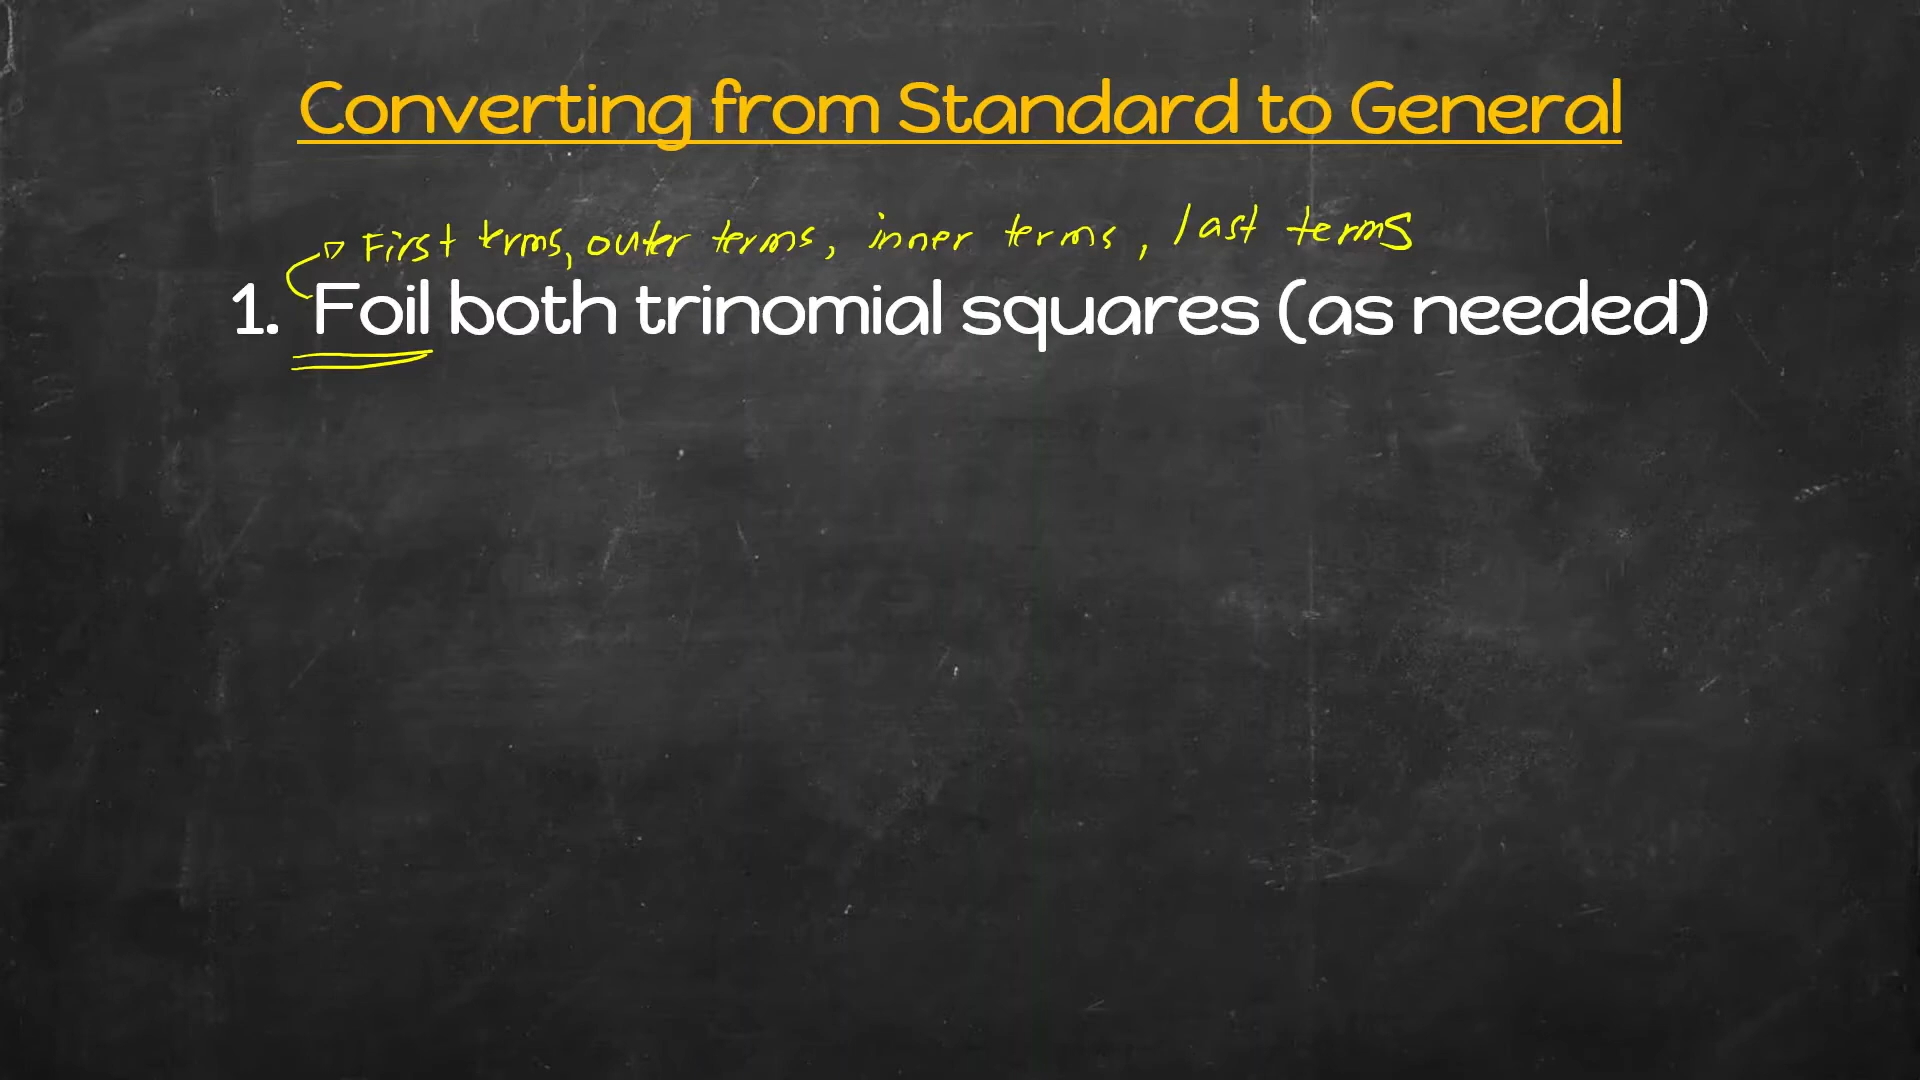 Converting from Standard to General
First terms, outer terms, inner terms, last terms
1. Foil both trinomial squares (as needed)